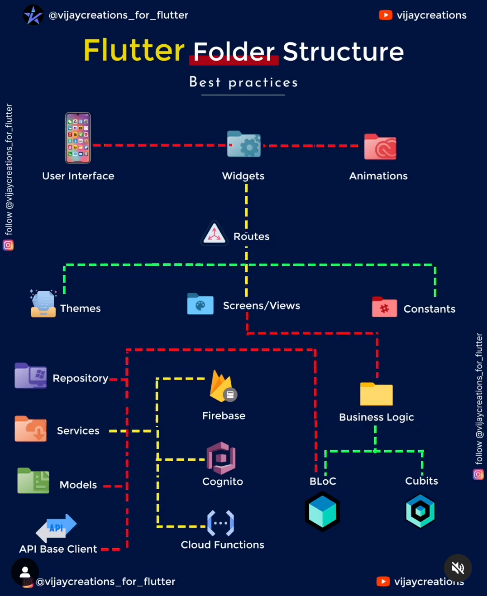 @vijaycreations_for_flutter
vijaycreations
Flutter Folder Structure
Best practices
follow @vijaycreations_for_flutter
User Interface
Widgets
Animations
Routes
Themes
Screens/Views
Constants
follow @vijaycreations_for_flutter
Repository
Firebase
Business Logic
Services
Cognito
BLoC
Cubits
Models
Cloud Functions
API
API Base Client
@vijaycreations_for_flutter
vijaycreations